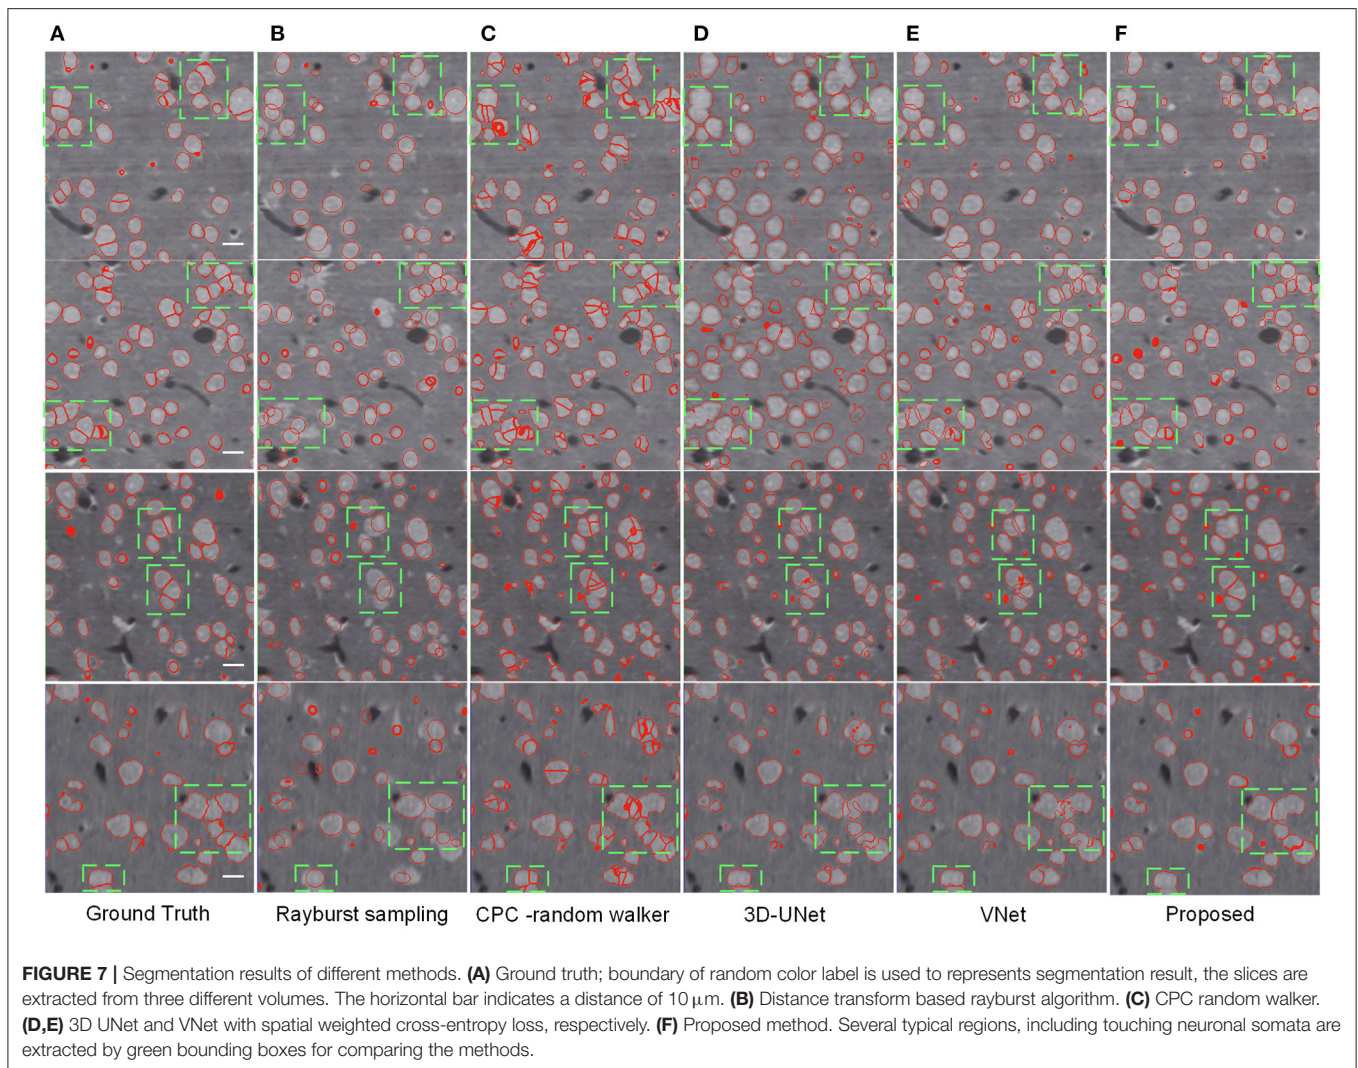 A B C D E F
Ground Truth Rayburst sampling CPC -random walker 3D-UNet VNet Proposed
FIGURE 7 | Segmentation results of different methods. (A) Ground truth; boundary of random color label is used to represents segmentation result, the slices are
extracted from three different volumes. The horizontal bar indicates a distance of 10 μm. (B) Distance transform based rayburst algorithm. (C) CPC random walker.
(D,E) 3D UNet and VNet with spatial weighted cross-entropy loss, respectively. (F) Proposed method. Several typical regions, including touching neuronal somata are
extracted by green bounding boxes for comparing the methods.